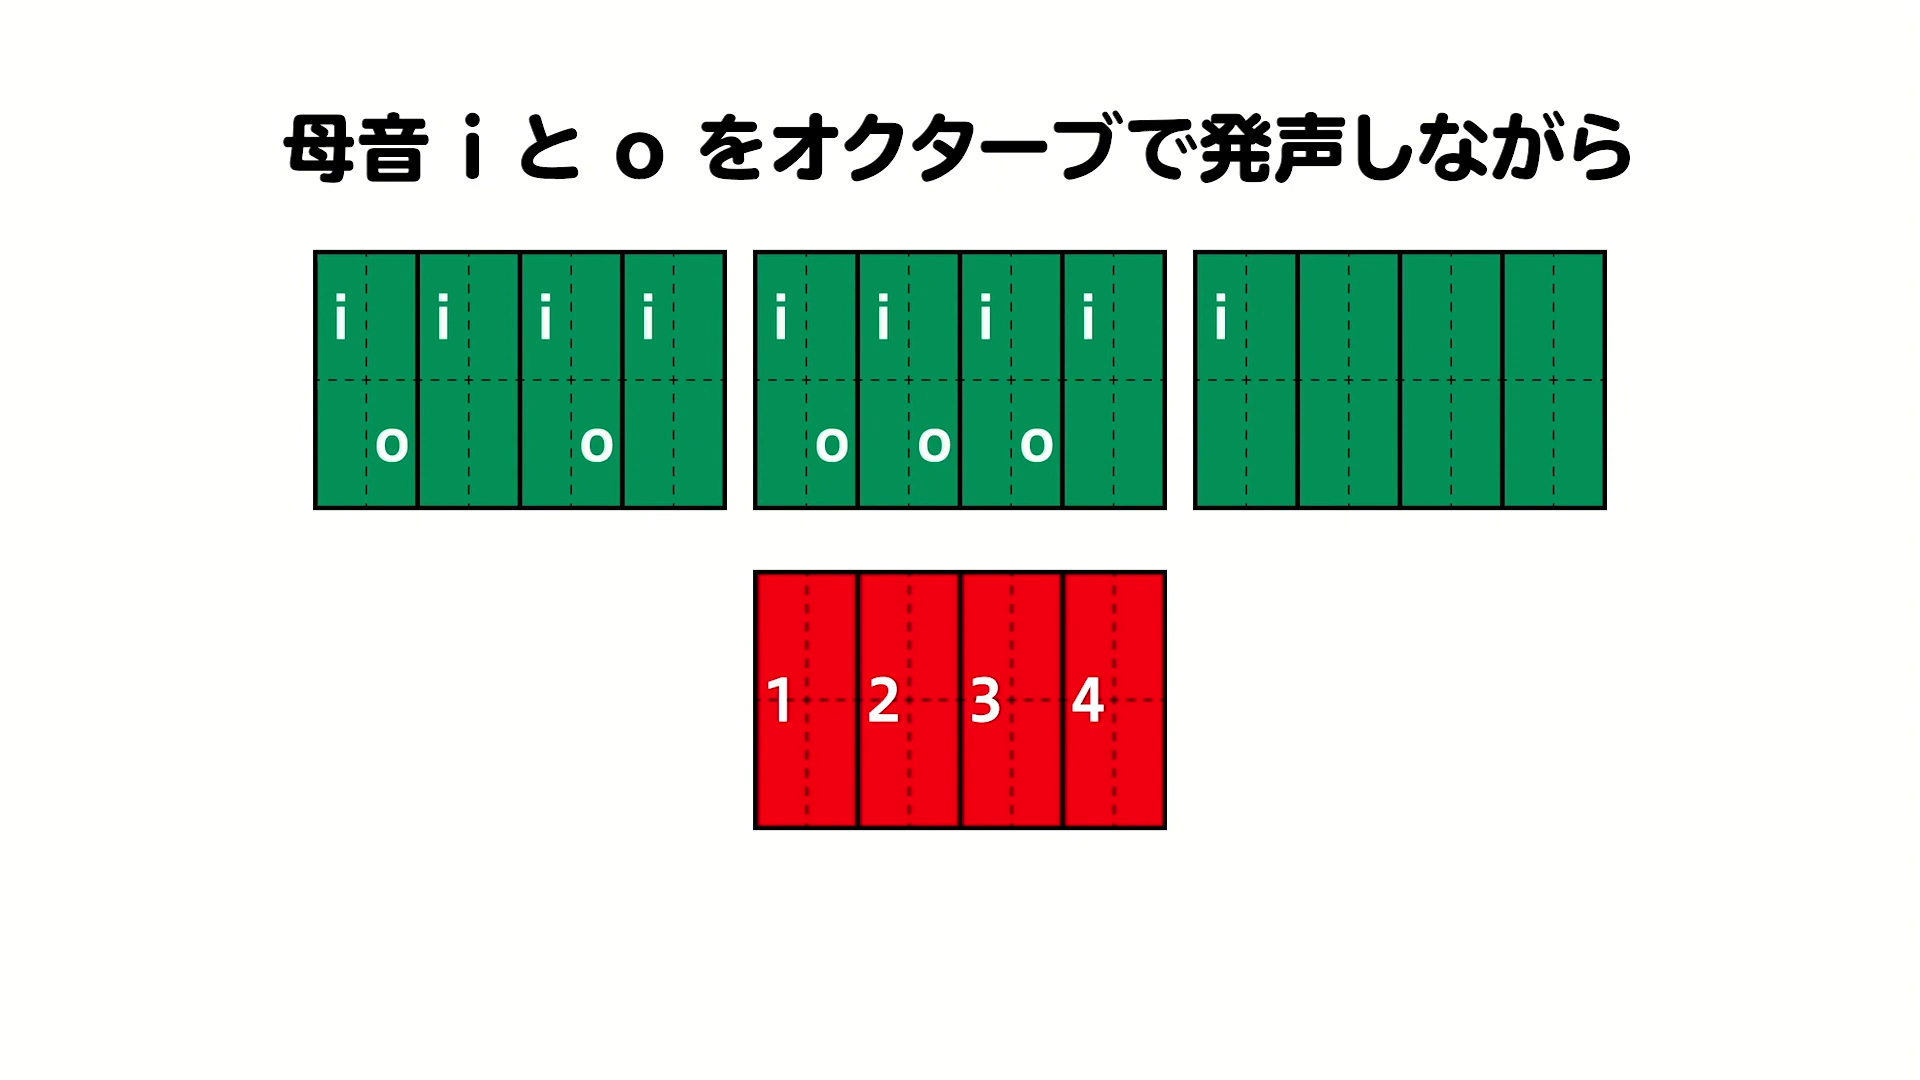 母音 i と o をオクターブで発声しながら
i i i i i i i i i
o o o o o
1 2 3 4